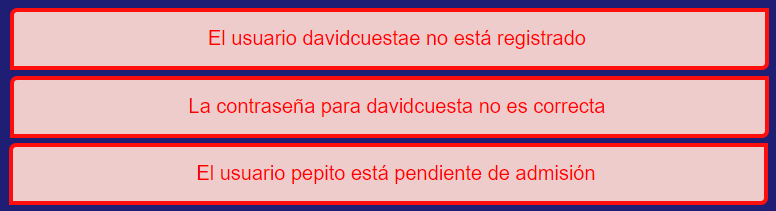 El usuario davidcuestae no está registrado
La contraseña para davidcuesta no es correcta
El usuario pepito está pendiente de admisión